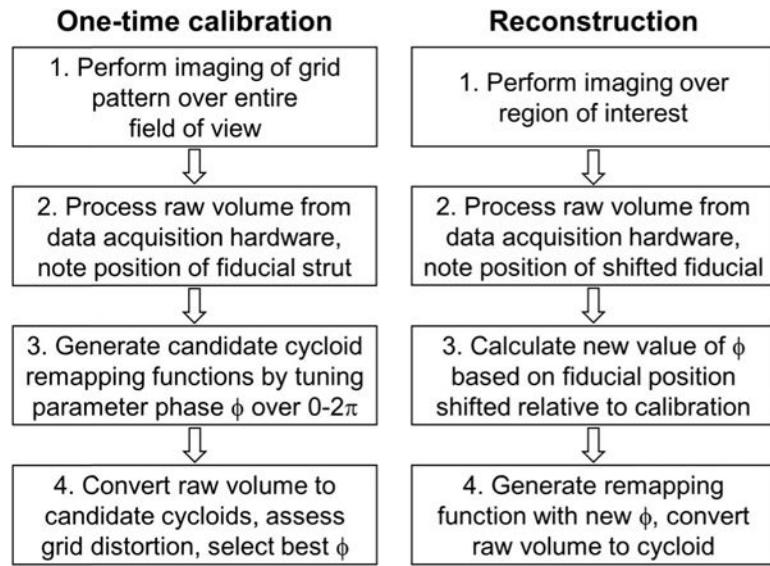 One-time calibration
1. Perform imaging of grid
pattern over entire
field of view
2. Process raw volume from
data acquisition hardware,
note position of fiducial strut
3. Generate candidate cycloid
remapping functions by tuning
parameter phase ϕ over 0-2π
4. Convert raw volume to
candidate cycloids, assess
grid distortion, select best ϕ
Reconstruction
1. Perform imaging over
region of interest
2. Process raw volume from
data acquisition hardware,
note position of shifted fiducial
3. Calculate new value of ϕ
based on fiducial position
shifted relative to calibration
4. Generate remapping
function with new ϕ, convert
raw volume to cycloid